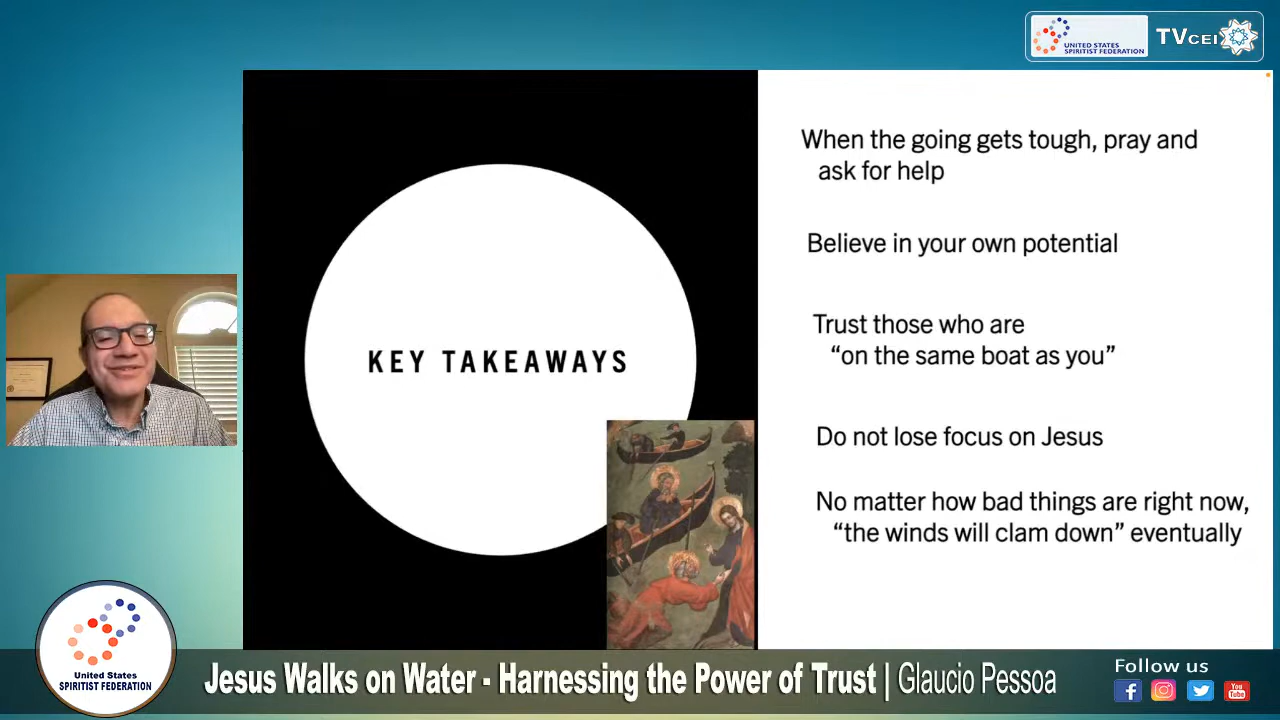 UNITED STATES
SPIRITIST FEDERATION
TVCEI
When the going gets tough, pray and
ask for help
Believe in your own potential
Trust those who are
“on the same boat as you”
KEY TAKEAWAYS
Do not lose focus on Jesus
No matter how bad things are right now,
“the winds will clam down” eventually
United States
SPIRITIST FEDERATION
Jesus Walks on Water - Harnessing the Power of Trust | Glaucio Pessoa
Follow us
You
Tube